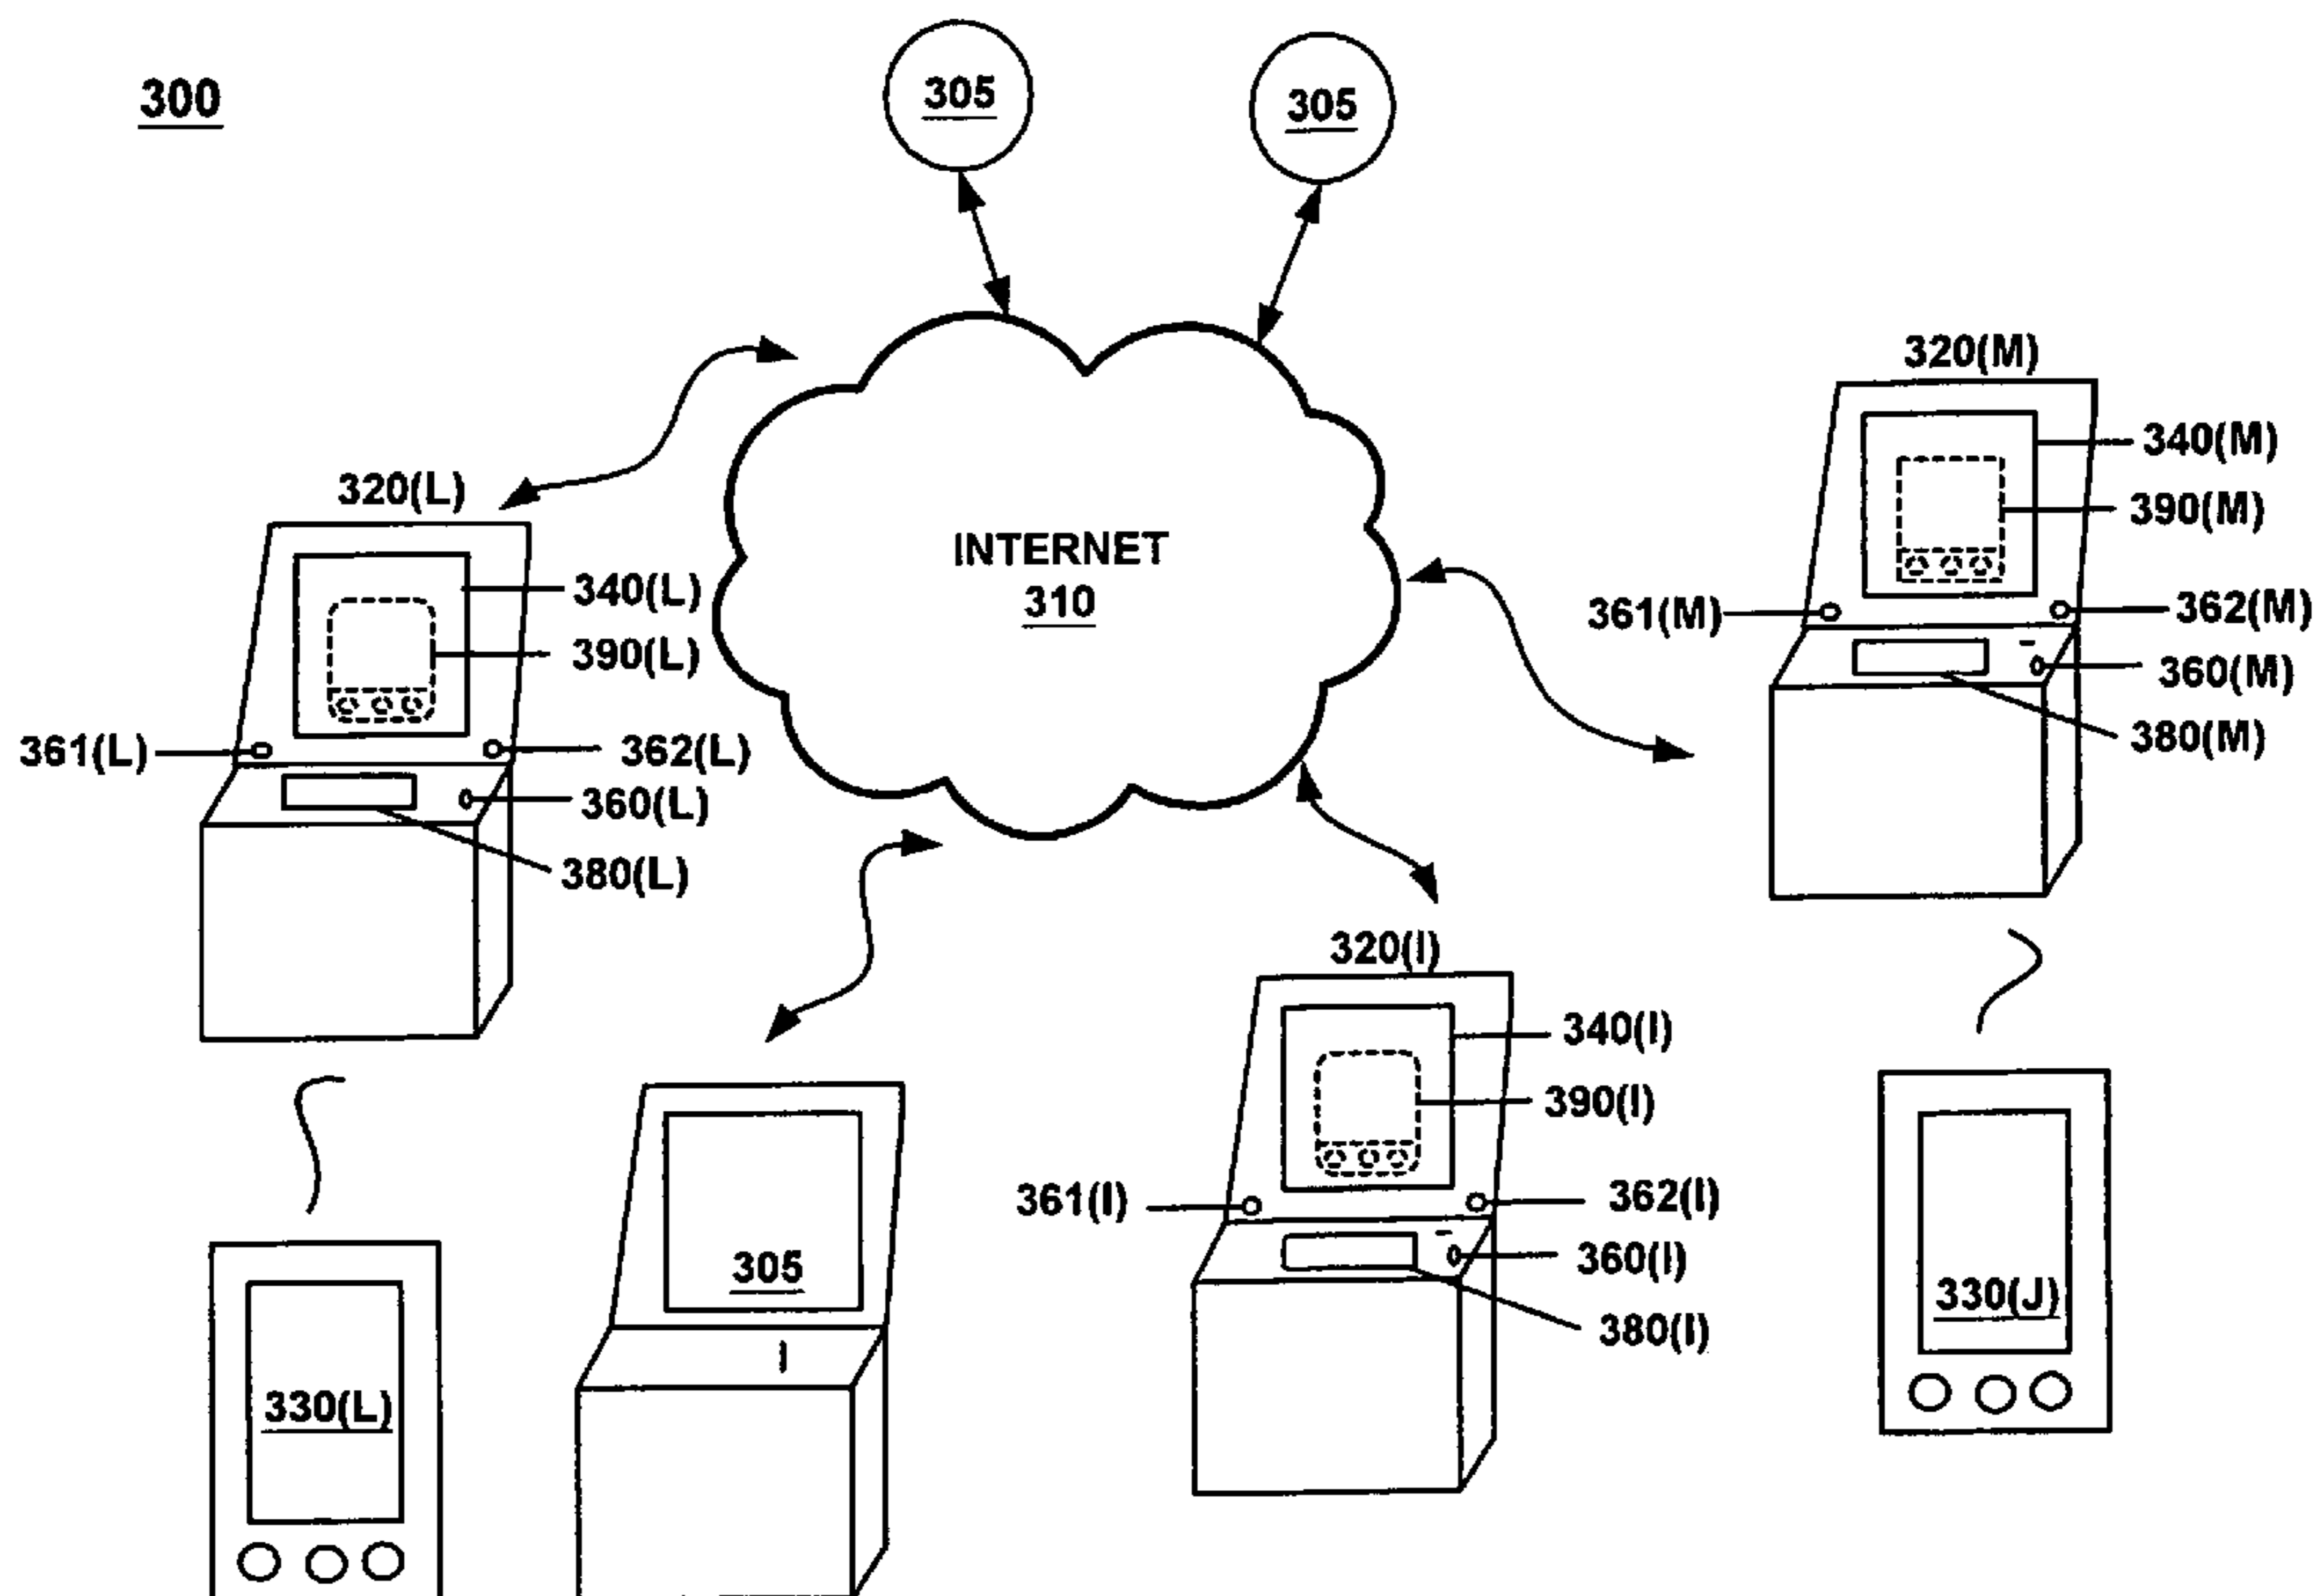 300
305
305
320(M)
340(M)
390(M)
361(M)
362(M)
360(M)
380(M)
INTERNET
310
320(L)
340(L)
390(L)
361(L)
362(L)
360(L)
380(L)
320(I)
340(I)
390(I)
361(I)
362(I)
360(I)
380(I)
305
330(J)
330(L)